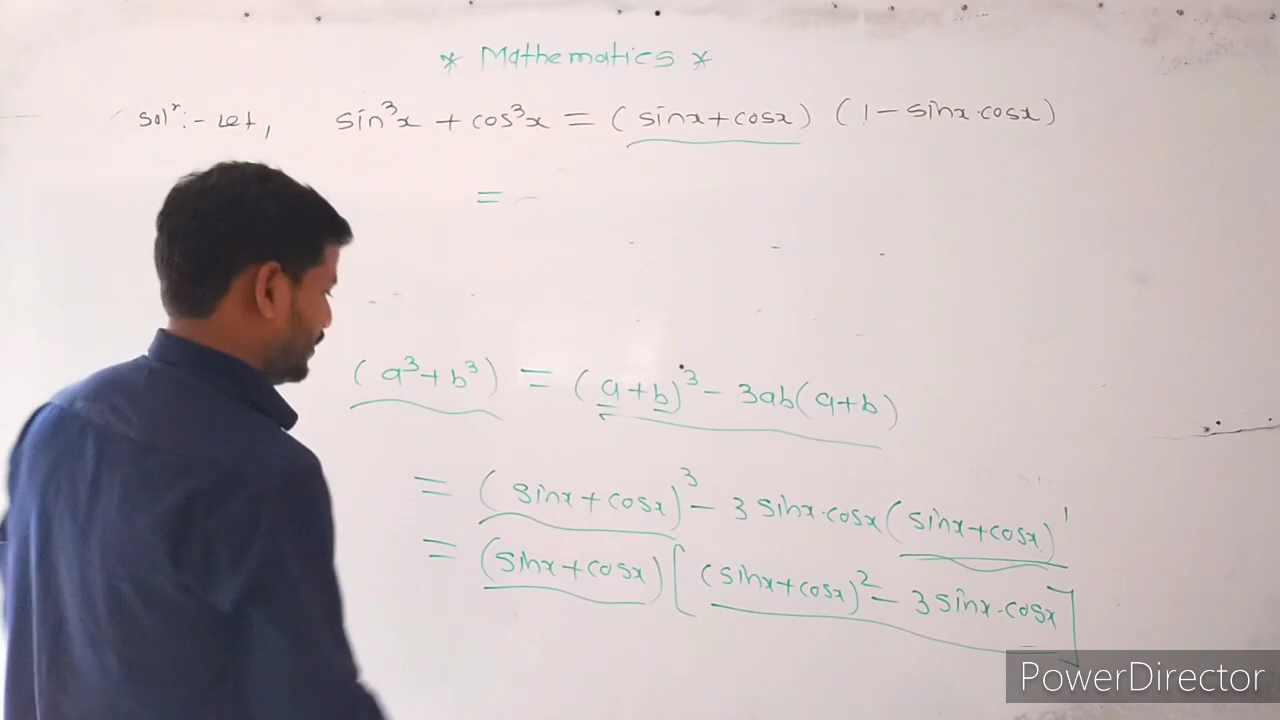 * Mathematics *
Solⁿ:- Let, sin³x + cos³x = (sinx+cosx) (1-sinx.cosx)
=
(a³+b³) = (a+b)³ - 3ab(a+b)
= (sinx+cosx)³ - 3 sinx.cosx (sinx+cosx)¹
= (sinx+cosx) [(sinx+cosx)² - 3 sinx.cosx]
PowerDirector